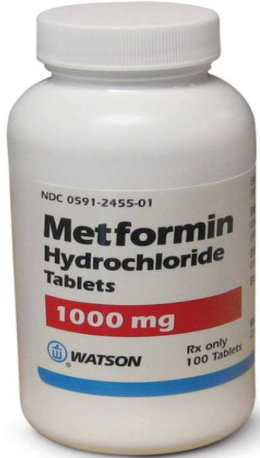 NDC 0591-2455-01
Metformin
Hydrochloride
Tablets
1000 mg
WATSON
Rx only
100 Tablets